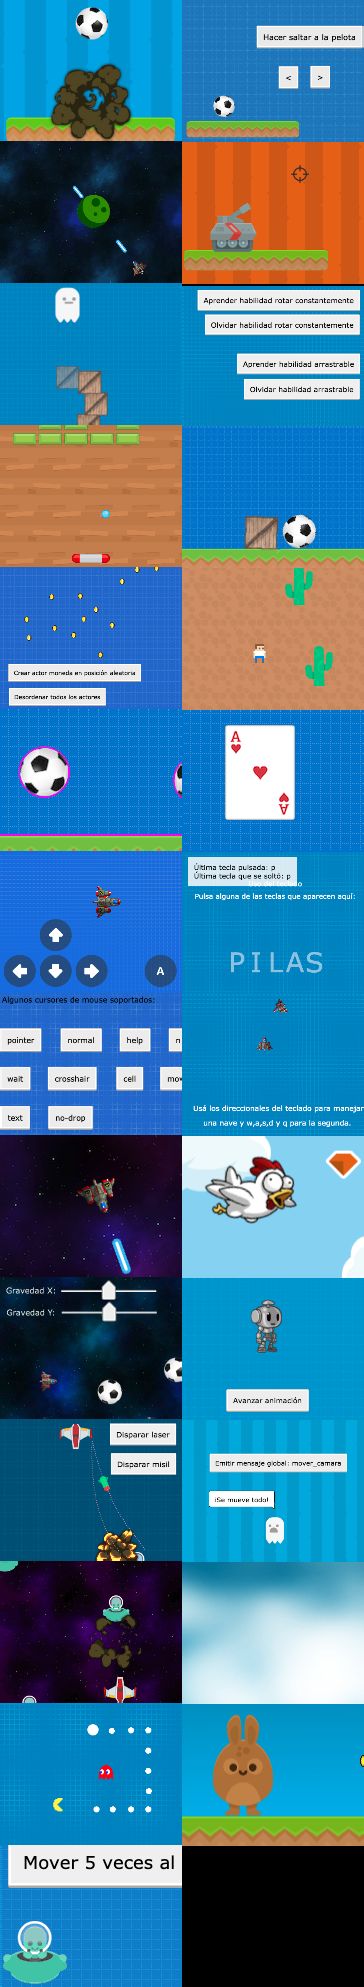 Hacer saltar a la pelota
<
>
Aprender habilidad rotar constantemente
Olvidar habilidad rotar constantemente
Aprender habilidad arrastrable
Olvidar habilidad arrastrable
Crear actor moneda en posición aleatoria
Desordenar todos los actores
A
A
Última tecla pulsada: p
Última tecla que se soltó: p
Pulsa alguna de las teclas que aparecen aquí:
A
PILAS
Algunos cursores de mouse soportados:
pointer
normal
help
n
wait
crosshair
cell
mov
text
no-drop
Usá los direccionales del teclado para manejar
una nave y w,a,s,d y q para la segunda.
Gravedad X:
Gravedad Y:
Avanzar animación
Disparar laser
Disparar misil
Emitir mensaje global: mover_camara
¡Se mueve todo!
Mover 5 veces al